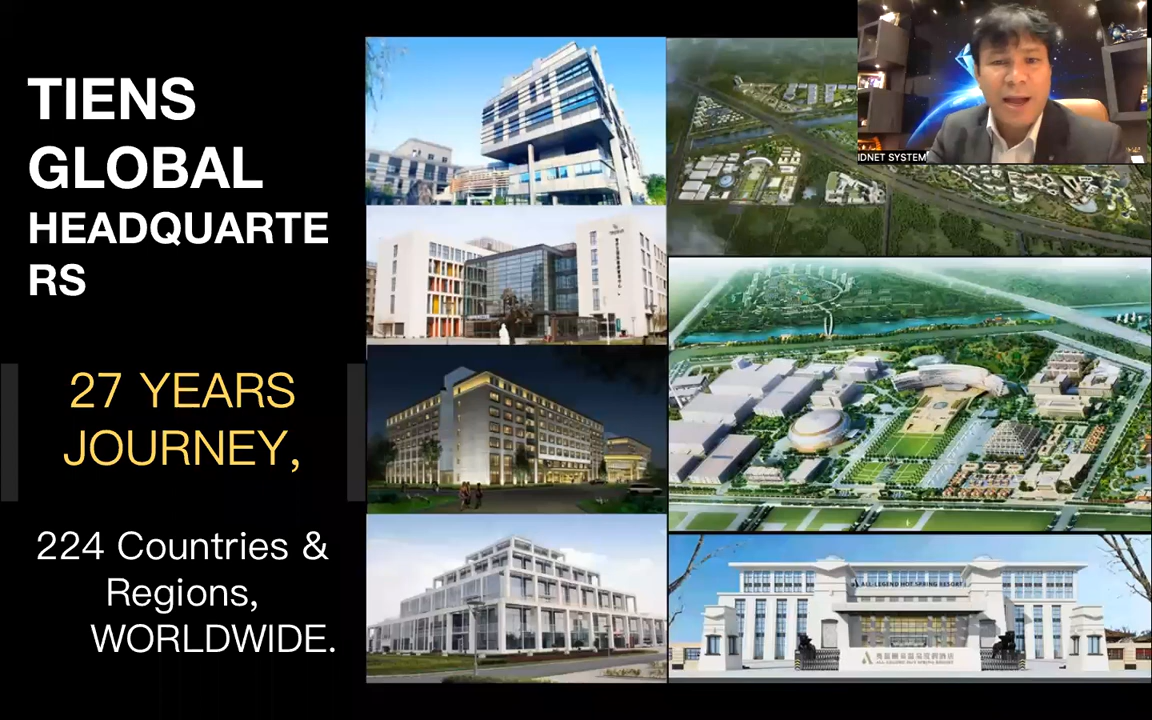 TIENS
GLOBAL
HEADQUARTE
RS
27 YEARS
JOURNEY,
224 Countries &
Regions,
WORLDWIDE.
IDNET SYSTEM